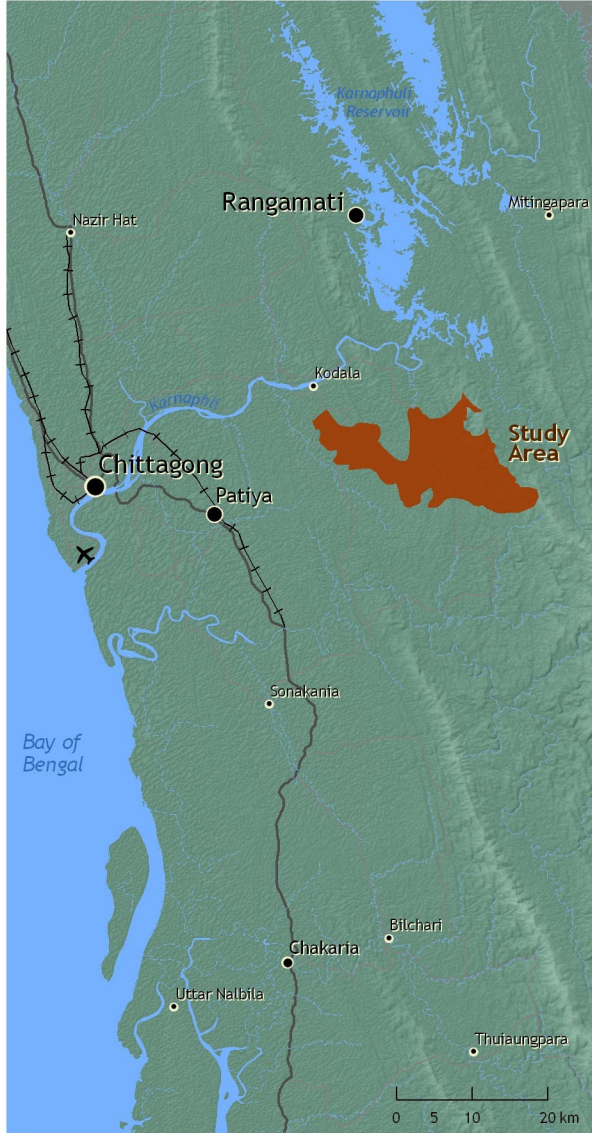 Karnaphuli
Reservoir
Rangamati
Mitingapara
Nazir Hat
Kodala
Karnaphli
Study
Area
Chittagong
Patiya
Sonakania
Bay of
Bengal
Bilchari
Chakaria
Uttar Nalbila
Thuiaungpara
0 5 10 20 km